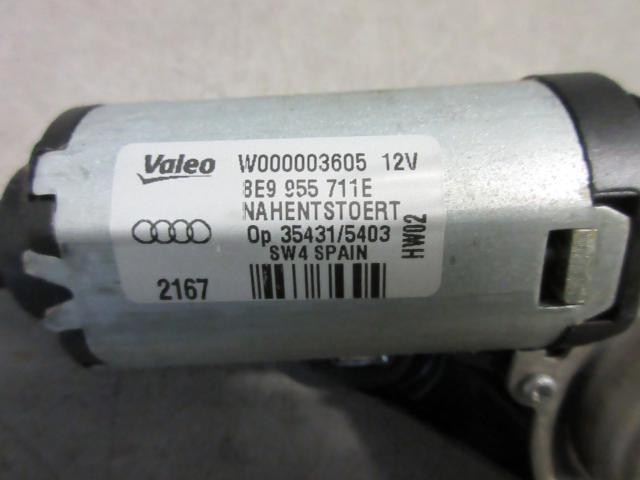 Valeo W000003605 12V
8E9 955 711E
NAHENTSTOERT
Op 35431/5403
SW4 SPAIN
HW02
2167